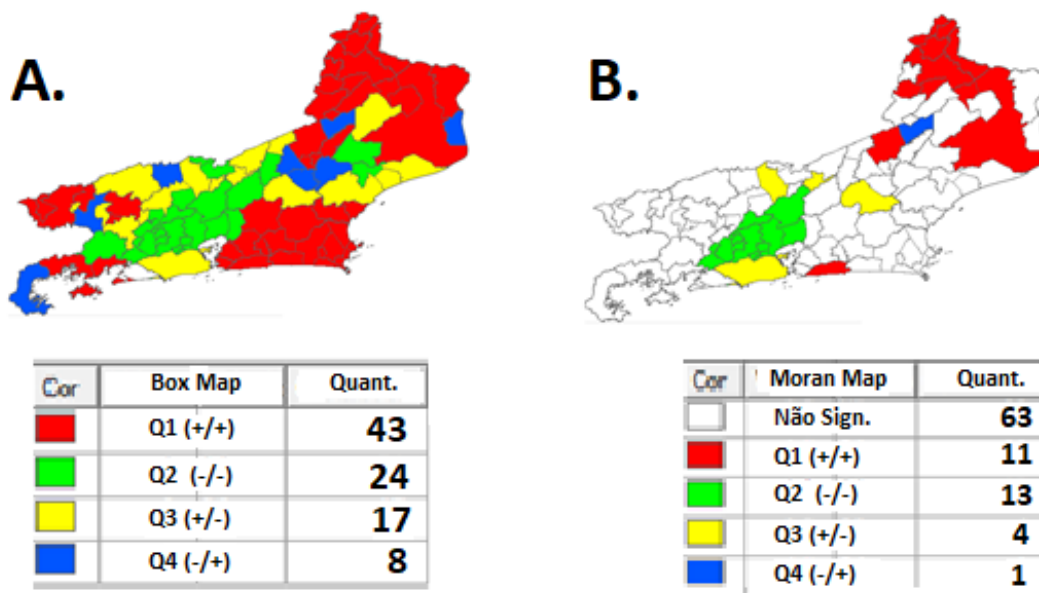 A.
B.
Cor Box Map Quant.
Q1 (+/+) 43
Q2 (-/-) 24
Q3 (+/-) 17
Q4 (-/+) 8
Cor Moran Map Quant.
Não Sign. 63
Q1 (+/+) 11
Q2 (-/-) 13
Q3 (+/-) 4
Q4 (-/+) 1